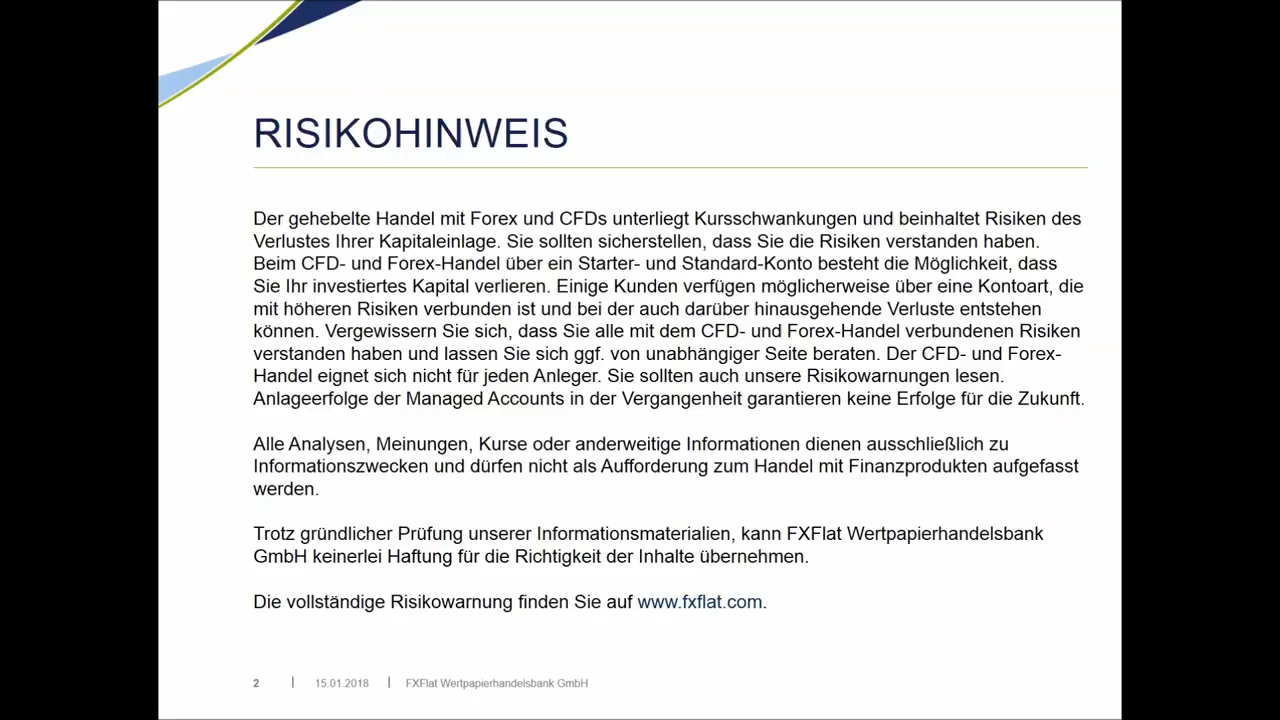 RISIKOHINWEIS
Der gehebelte Handel mit Forex und CFDs unterliegt Kursschwankungen und beinhaltet Risiken des
Verlustes Ihrer Kapitaleinlage. Sie sollten sicherstellen, dass Sie die Risiken verstanden haben.
Beim CFD- und Forex-Handel über ein Starter- und Standard-Konto besteht die Möglichkeit, dass
Sie Ihr investiertes Kapital verlieren. Einige Kunden verfügen möglicherweise über eine Kontoart, die
mit höheren Risiken verbunden ist und bei der auch darüber hinausgehende Verluste entstehen
können. Vergewissern Sie sich, dass Sie alle mit dem CFD- und Forex-Handel verbundenen Risiken
verstanden haben und lassen Sie sich ggf. von unabhängiger Seite beraten. Der CFD- und Forex-
Handel eignet sich nicht für jeden Anleger. Sie sollten auch unsere Risikowarnungen lesen.
Anlageerfolge der Managed Accounts in der Vergangenheit garantieren keine Erfolge für die Zukunft.
Alle Analysen, Meinungen, Kurse oder anderweitige Informationen dienen ausschließlich zu
Informationszwecken und dürfen nicht als Aufforderung zum Handel mit Finanzprodukten aufgefasst
werden.
Trotz gründlicher Prüfung unserer Informationsmaterialien, kann FXFlat Wertpapierhandelsbank
GmbH keinerlei Haftung für die Richtigkeit der Inhalte übernehmen.
Die vollständige Risikowarnung finden Sie auf www.fxflat.com.
2 | 15.01.2018 | FXFlat Wertpapierhandelsbank GmbH